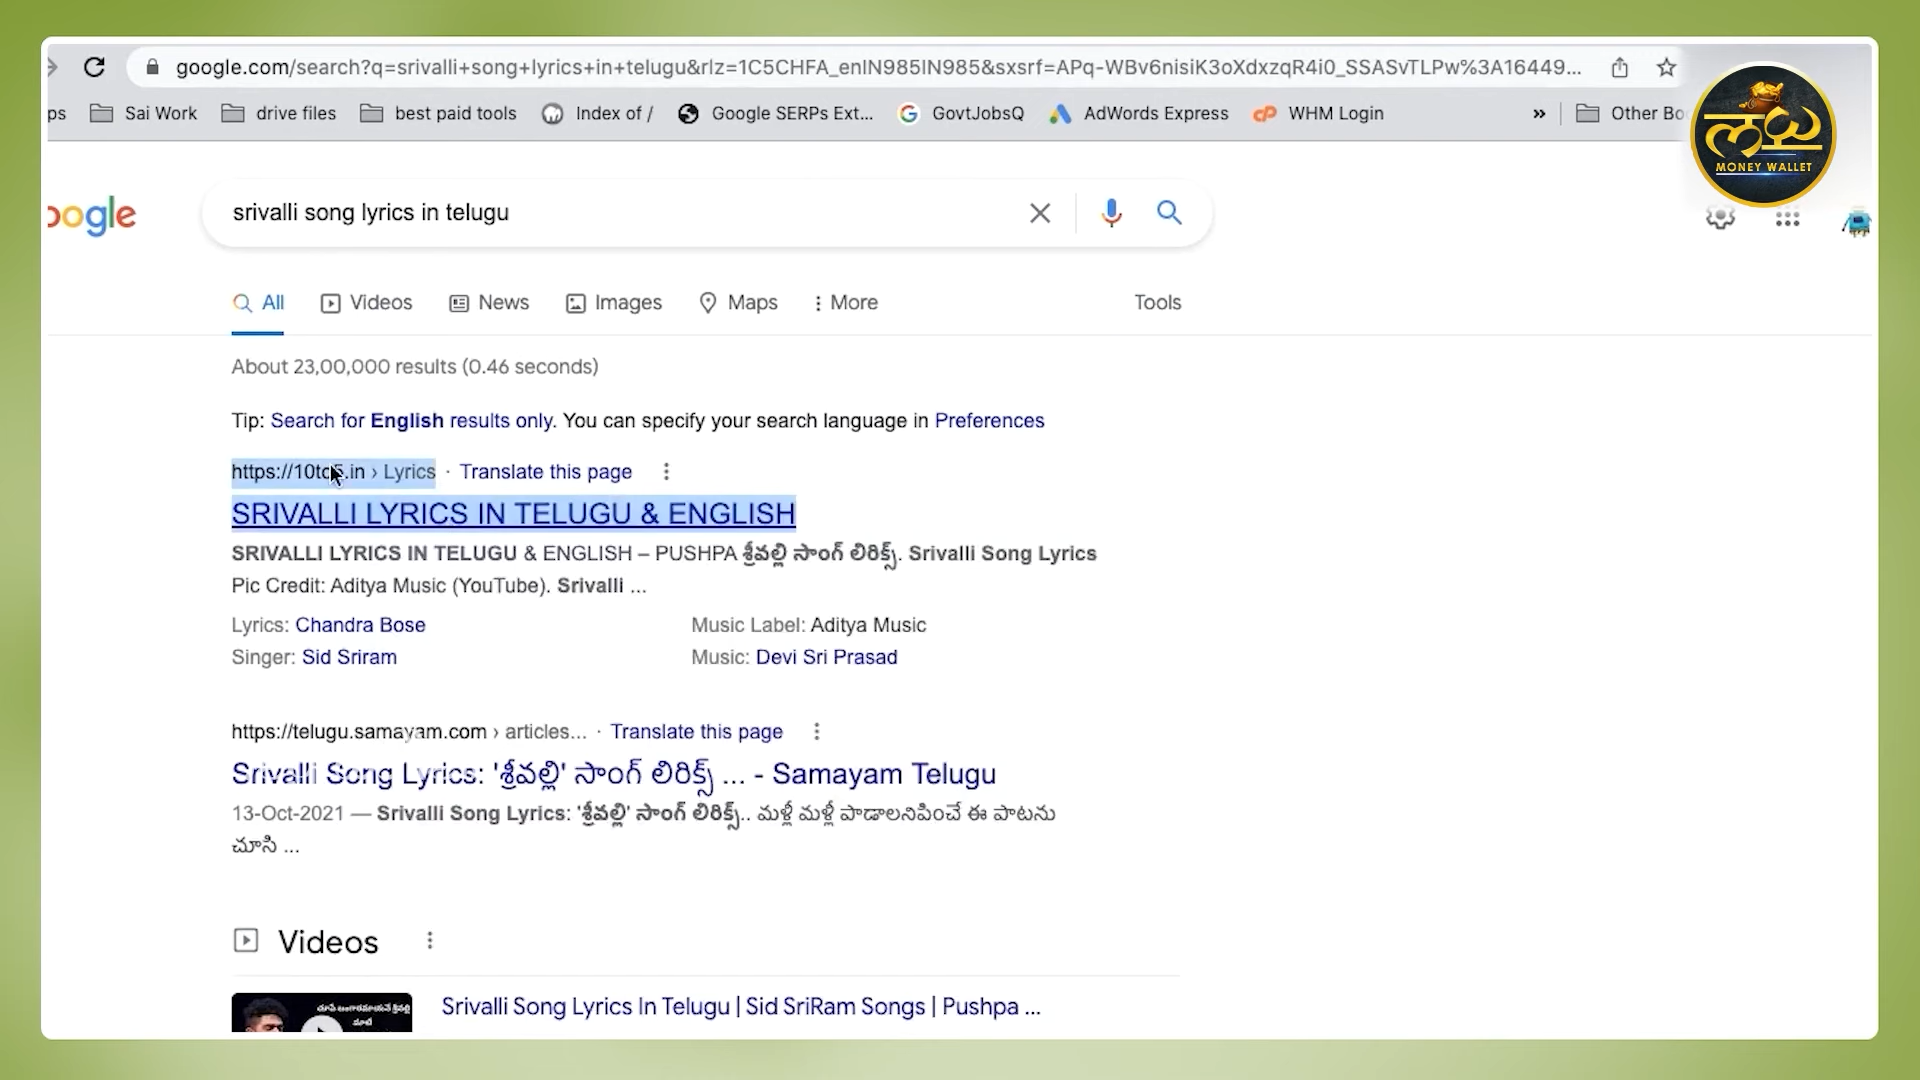 google.com/search?q=srivalli+song+lyrics+in+telugu&rlz=1C5CHFA_enIN985IN985&sxsrf=APq-WBv6nisiK3oXdxzqR4i0_SSASvTLPw%3A16449...
ps Sai Work drive files best paid tools Index of / Google SERPs Ext... GovtJobsQ AdWords Express WHM Login » Other Bo
MONEY WALLET
oogle srivalli song lyrics in telugu
All Videos News Images Maps More Tools
About 23,00,000 results (0.46 seconds)
Tip: Search for English results only. You can specify your search language in Preferences
https://10to5.in › Lyrics · Translate this page
SRIVALLI LYRICS IN TELUGU & ENGLISH
SRIVALLI LYRICS IN TELUGU & ENGLISH – PUSHPA శ్రీవల్లి సాంగ్ లిరిక్స్. Srivalli Song Lyrics
Pic Credit: Aditya Music (YouTube). Srivalli ...
Lyrics: Chandra Bose Music Label: Aditya Music
Singer: Sid Sriram Music: Devi Sri Prasad
https://telugu.samayam.com › articles... · Translate this page
Srivalli Song Lyrics: 'శ్రీవల్లి' సాంగ్ లిరిక్స్ ... - Samayam Telugu
13-Oct-2021 — Srivalli Song Lyrics: 'శ్రీవల్లి' సాంగ్ లిరిక్స్.. మళ్లీ మళ్లీ పాడాలనిపించే ఈ పాటను
చూసి ...
Videos
Srivalli Song Lyrics In Telugu | Sid SriRam Songs | Pushpa ...